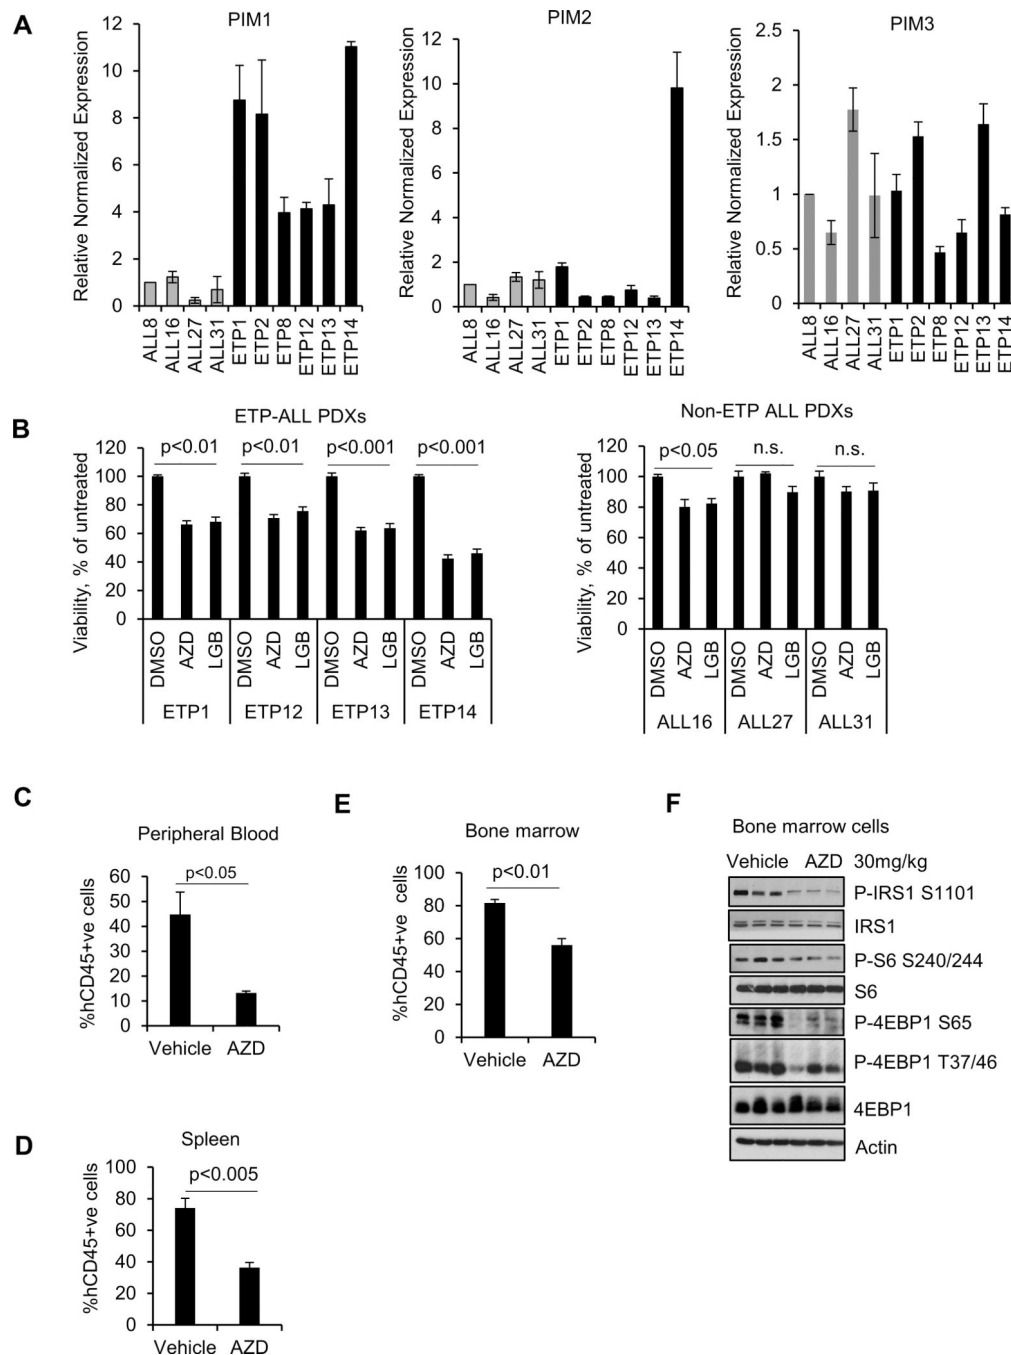 A
PIM1
PIM2
PIM3
Relative Normalized Expression
12
10
8
6
4
2
0
ALL8
ALL16
ALL27
ALL31
ETP1
ETP2
ETP8
ETP12
ETP13
ETP14
Relative Normalized Expression
12
10
8
6
4
2
0
ALL8
ALL16
ALL27
ALL31
ETP1
ETP2
ETP8
ETP12
ETP13
ETP14
Relative Normalized Expression
2.5
2
1.5
1
0.5
0
ALL8
ALL16
ALL27
ALL31
ETP1
ETP2
ETP8
ETP12
ETP13
ETP14
B
ETP-ALL PDXs
p<0.01 p<0.01 p<0.001 p<0.001
Viability, % of untreated
120
100
80
60
40
20
0
DMSO AZD LGB DMSO AZD LGB DMSO AZD LGB DMSO AZD LGB
ETP1 ETP12 ETP13 ETP14
Non-ETP ALL PDXs
p<0.05 n.s. n.s.
Viability, % of untreated
120
100
80
60
40
20
0
DMSO AZD LGB DMSO AZD LGB DMSO AZD LGB
ALL16 ALL27 ALL31
C
Peripheral Blood
p<0.05
%hCD45+ve cells
60
50
40
30
20
10
0
Vehicle AZD
E
Bone marrow
p<0.01
%hCD45+ve cells
100
80
60
40
20
0
Vehicle AZD
F
Bone marrow cells
Vehicle AZD 30mg/kg
P-IRS1 S1101
IRS1
P-S6 S240/244
S6
P-4EBP1 S65
P-4EBP1 T37/46
4EBP1
Actin
D
Spleen
p<0.005
%hCD45+ve cells
100
80
60
40
20
0
Vehicle AZD